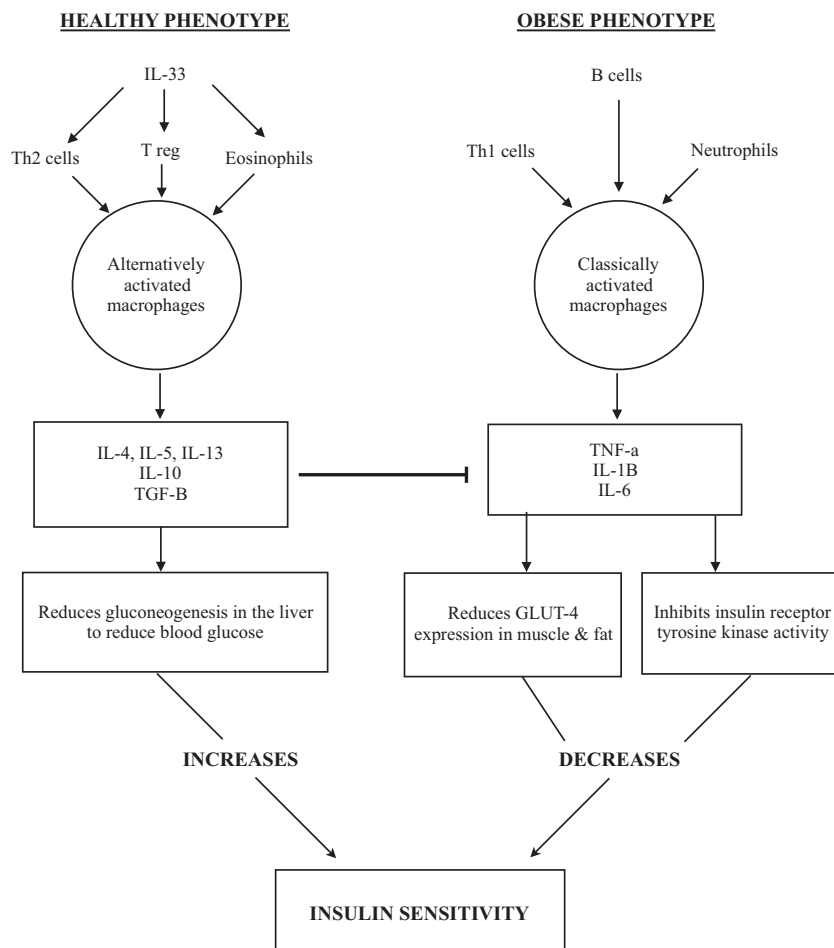 HEALTHY PHENOTYPE
IL-33
Th2 cells
T reg
Eosinophils
Alternatively
activated
macrophages
IL-4, IL-5, IL-13
IL-10
TGF-B
Reduces gluconeogenesis in the liver
to reduce blood glucose
INCREASES
OBESE PHENOTYPE
B cells
Th1 cells
Neutrophils
Classically
activated
macrophages
TNF-a
IL-1B
IL-6
Reduces GLUT-4
expression in muscle & fat
Inhibits insulin receptor
tyrosine kinase activity
DECREASES
INSULIN SENSITIVITY